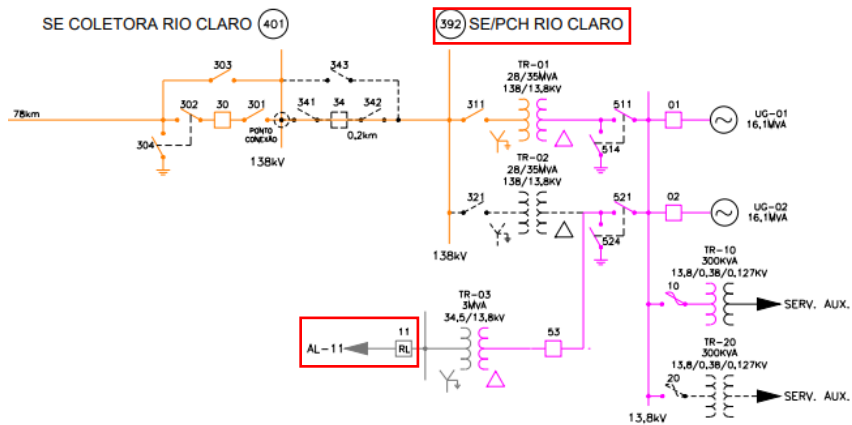 SE COLETORA RIO CLARO 401
392 SE/PCH RIO CLARO
78km
303
304
302
30
301
PONTO
CONEXÃO
138kV
343
341
34
342
0,2km
311
TR-01
28/35MVA
138/13,8KV
511
514
01
UG-01
16,1MVA
321
TR-02
28/35MVA
138/13,8KV
521
524
02
UG-02
16,1MVA
138kV
TR-03
3MVA
34,5/13,8kV
AL-11
11
RL
53
TR-10
300KVA
13,8/0,38/0,127KV
10
SERV. AUX.
TR-20
300KVA
13,8/0,38/0,127KV
20
SERV. AUX.
13,8kV